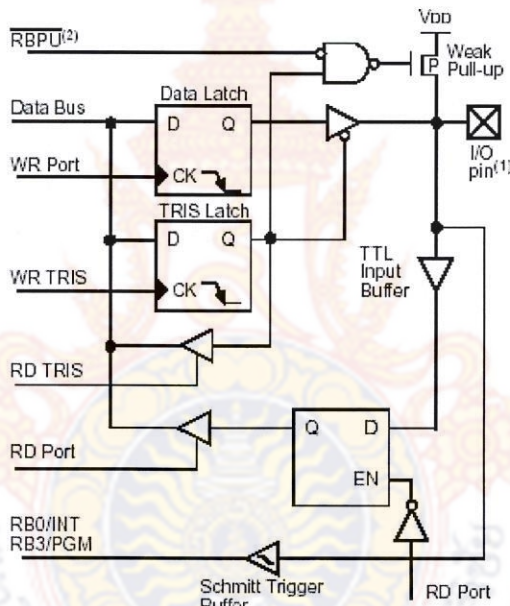 VDD
RBPU(2)
Weak
Pull-up
P
Data Latch
Data Bus
D Q
I/O
pin(1)
WR Port
CK
TRIS Latch
D Q
TTL
Input
Buffer
WR TRIS
CK
RD TRIS
Q D
RD Port
EN
RB0/INT
RB3/PGM
Schmitt Trigger
Buffer
RD Port